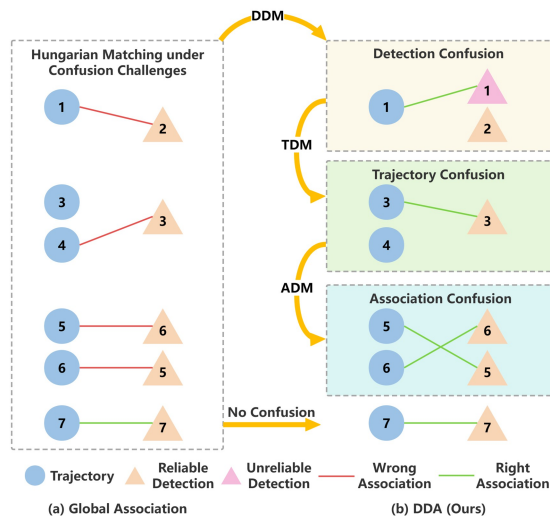 DDM
Hungarian Matching under
Confusion Challenges
1
2
3
4
3
5
6
6
5
7
7
Detection Confusion
1
1
2
TDM
Trajectory Confusion
3
3
4
ADM
Association Confusion
5
6
6
5
No Confusion
7
7
Trajectory
Reliable
Detection
Unreliable
Detection
Wrong
Association
Right
Association
(a) Global Association
(b) DDA (Ours)